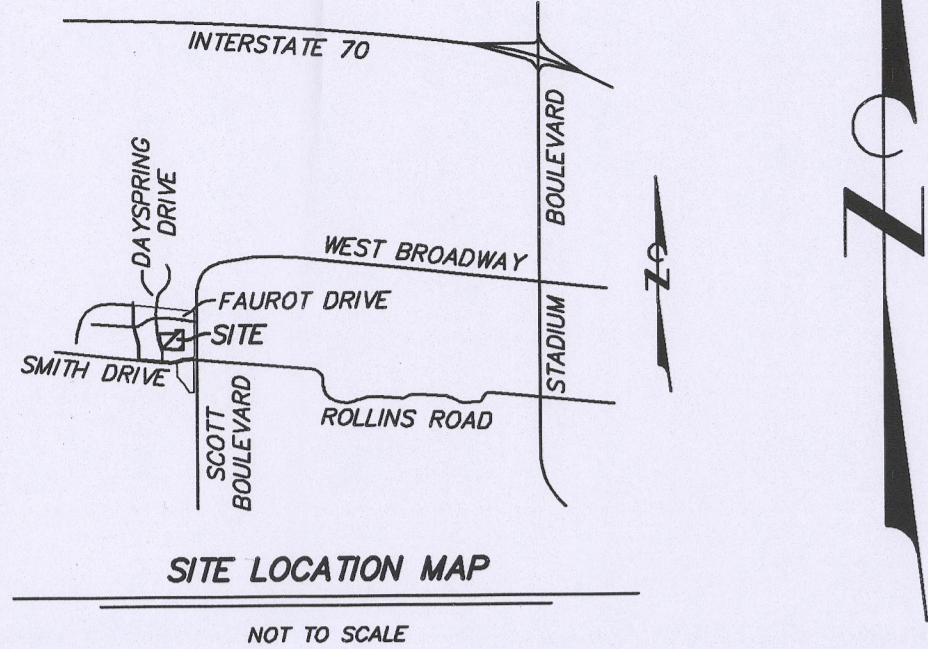 INTERSTATE 70
BOULEVARD
DAYSPRING
DRIVE
WEST BROADWAY
N
N
FAUROT DRIVE
SITE
STADIUM
SMITH DRIVE
SCOTT
BOULEVARD
ROLLINS ROAD
SITE LOCATION MAP
NOT TO SCALE